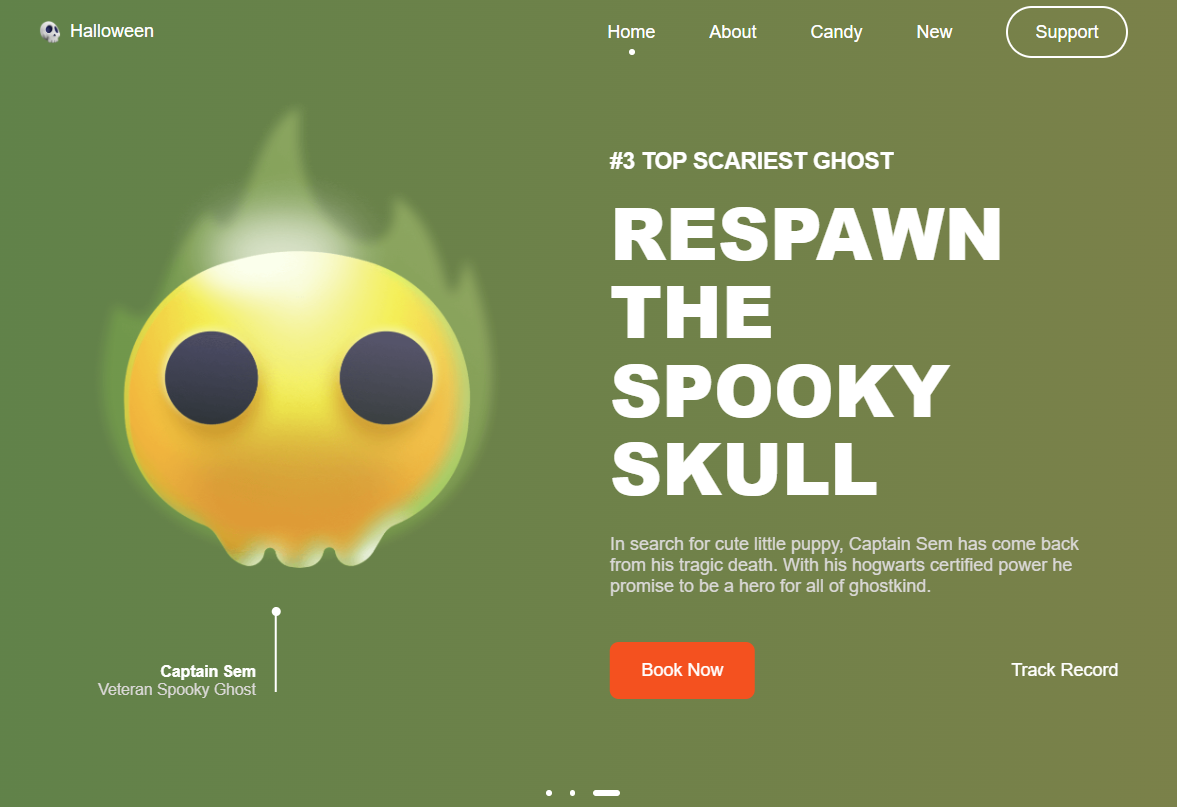 Halloween
Home
About
Candy
New
Support
#3 TOP SCARIEST GHOST
RESPAWN
THE
SPOOKY
SKULL
In search for cute little puppy, Captain Sem has come back
from his tragic death. With his hogwarts certified power he
promise to be a hero for all of ghostkind.
Book Now
Track Record
Captain Sem
Veteran Spooky Ghost